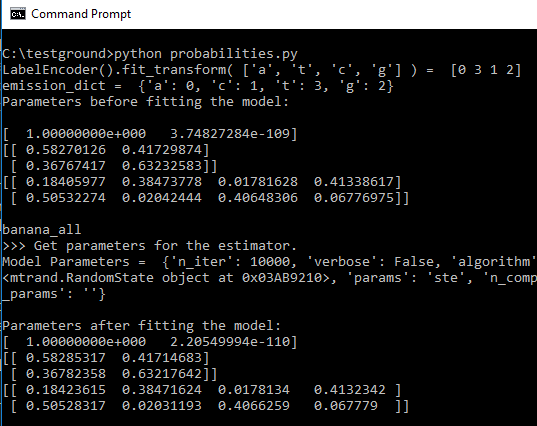 Command Prompt
C:\testground>python probabilities.py
LabelEncoder().fit_transform( ['a', 't', 'c', 'g'] ) =  [0 3 1 2]
emission_dict =  {'a': 0, 'c': 1, 't': 3, 'g': 2}
Parameters before fitting the model:
[  1.00000000e+000   3.74827284e-109]
[[ 0.58270126  0.41729874]
 [ 0.36767417  0.63232583]]
[[ 0.18405977  0.38473778  0.01781628  0.41338617]
 [ 0.50532274  0.02042444  0.40648306  0.06776975]]
banana_all
>>> Get parameters for the estimator.
Model Parameters =  {'n_iter': 10000, 'verbose': False, 'algorithm'
<mtrand.RandomState object at 0x03AB9210>, 'params': 'ste', 'n_comp
_params': ''}
Parameters after fitting the model:
[  1.00000000e+000   2.20549994e-110]
[[ 0.58285317  0.41714683]
 [ 0.36782358  0.63217642]]
[[ 0.18423615  0.38471624  0.0178134   0.4132342 ]
 [ 0.50528317  0.02031193  0.4066259   0.067779  ]]